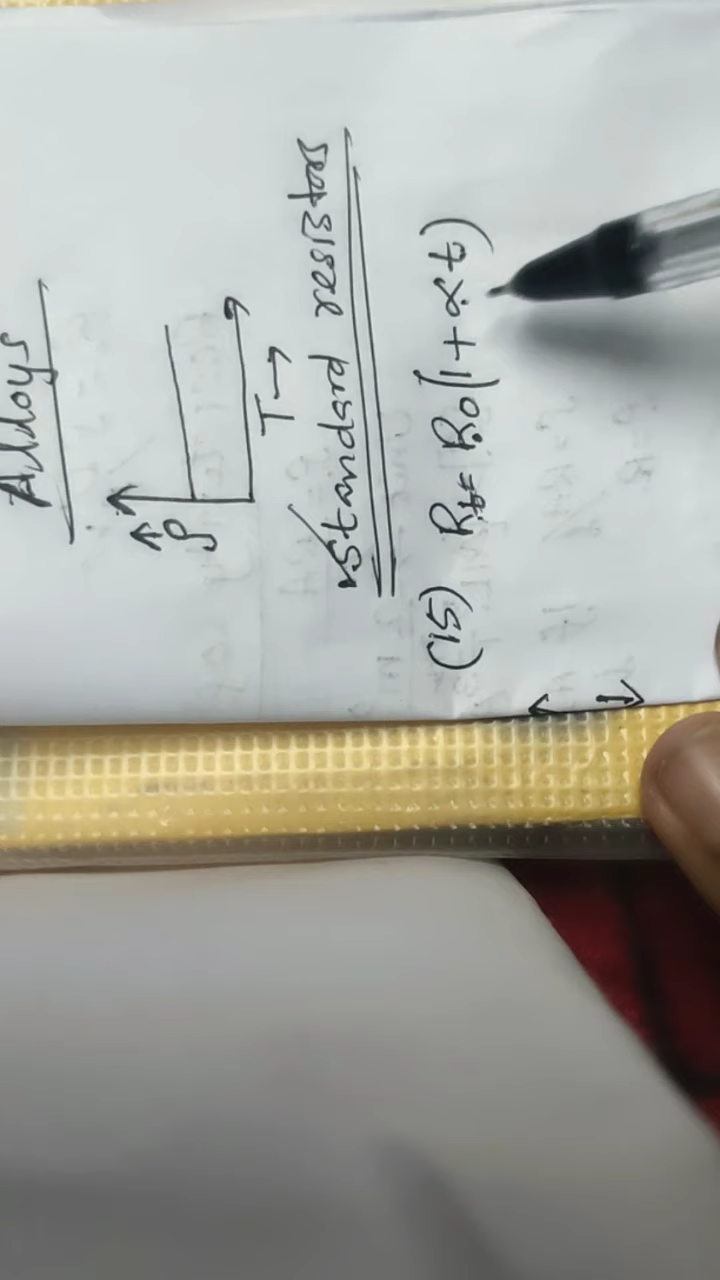 Alloys
ρ
T→
Standard resistors
(15) Rt = R0(1+αt)